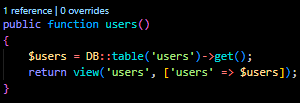 1 reference | 0 overrides
public function users()
{
    $users = DB::table('users')->get();
    return view('users', ['users' => $users]);
}